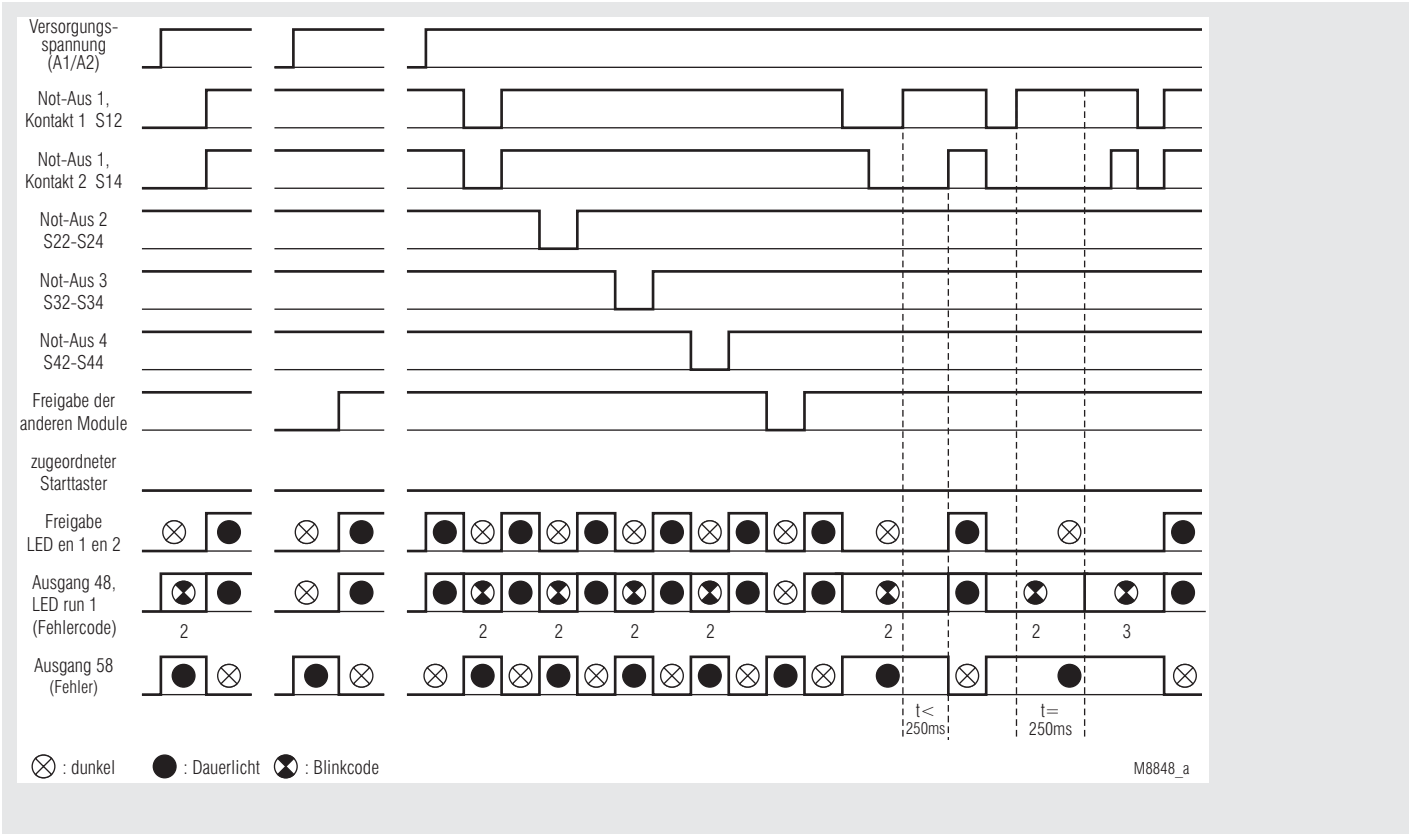 Versorgungs-
spannung
(A1/A2)
Not-Aus 1,
Kontakt 1 S12
Not-Aus 1,
Kontakt 2 S14
Not-Aus 2
S22-S24
Not-Aus 3
S32-S34
Not-Aus 4
S42-S44
Freigabe der
anderen Module
zugeordneter
Starttaster
Freigabe
LED en 1 en 2
Ausgang 48,
LED run 1
(Fehlercode)
2 2 2 2 2 2 2 3
Ausgang 58
(Fehler)
t<
250ms
t=
250ms
: dunkel : Dauerlicht : Blinkcode
M8848_a